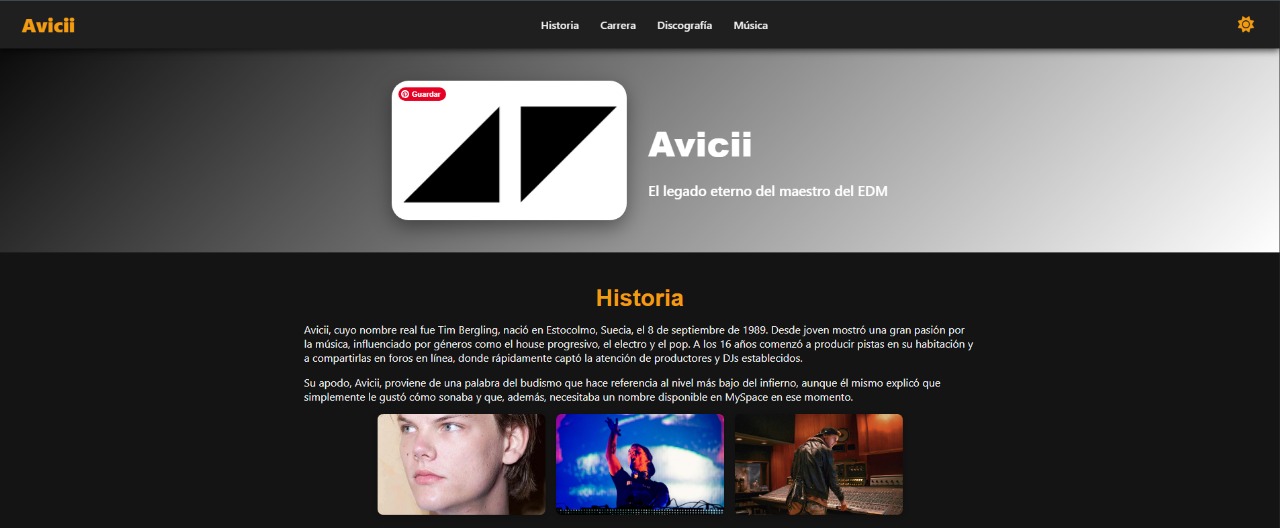 Avicii
Historia Carrera Discografía Música
Guardar
Avicii
El legado eterno del maestro del EDM
Historia
Avicii, cuyo nombre real fue Tim Bergling, nació en Estocolmo, Suecia, el 8 de septiembre de 1989. Desde joven mostró una gran pasión por
la música, influenciado por géneros como el house progresivo, el electro y el pop. A los 16 años comenzó a producir pistas en su habitación y
a compartirlas en foros en línea, donde rápidamente captó la atención de productores y DJs establecidos.
Su apodo, Avicii, proviene de una palabra del budismo que hace referencia al nivel más bajo del infierno, aunque él mismo explicó que
simplemente le gustó cómo sonaba y que, además, necesitaba un nombre disponible en MySpace en ese momento.